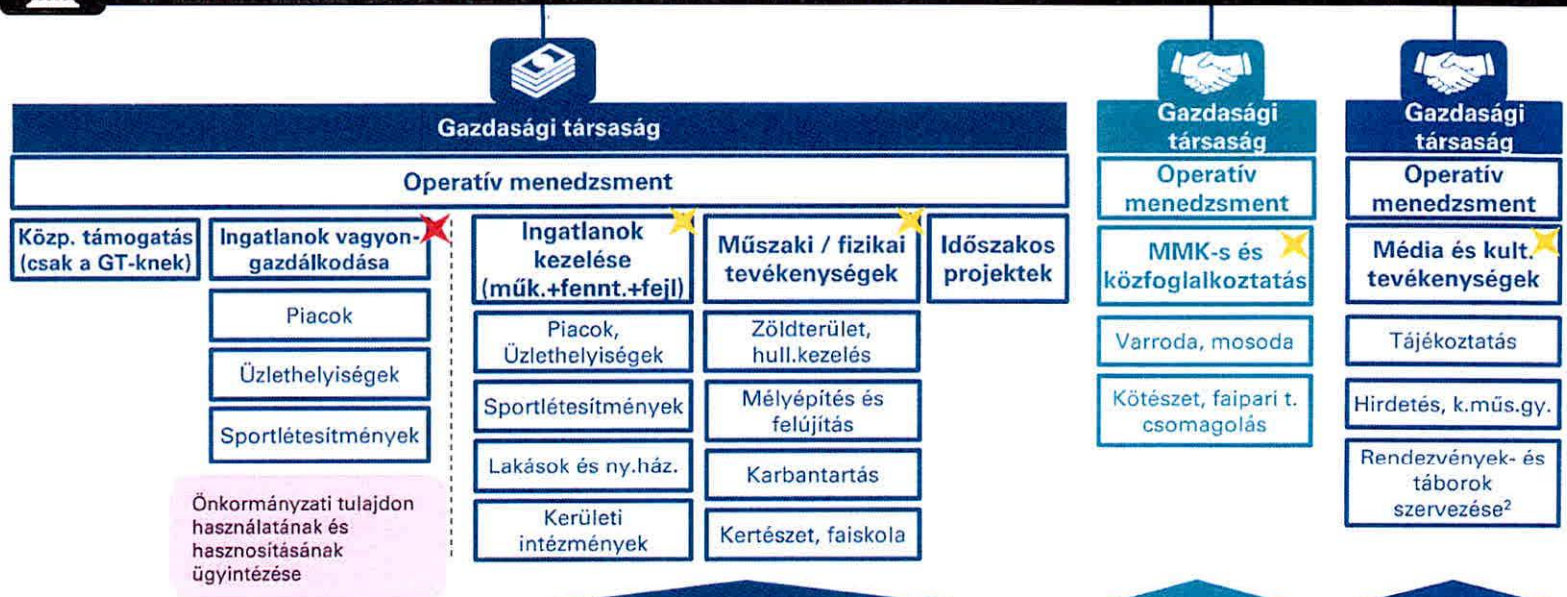 Gazdasági társaság
Operatív menedzsment
Közp. támogatás
(csak a GT-knek)
Ingatlanok vagyon-
gazdálkodása
Piacok
Üzlethelyiségek
Sportlétesítmények
Önkormányzati tulajdon
használatának és
hasznosításának
ügyintézése
Ingatlanok
kezelése
(műk.+fennt.+fejl)
Piacok,
Üzlethelyiségek
Sportlétesítmények
Lakások és ny.ház.
Kerületi
intézmények
Műszaki / fizikai
tevékenységek
Zöldterület,
hull.kezelés
Mélyépítés és
felújítás
Karbantartás
Kertészet, faiskola
Időszakos
projektek
Gazdasági
társaság
Operatív
menedzsment
MMK-s és
közfoglalkoztatás
Varroda, mosoda
Kötészet, faipari t.
csomagolás
Gazdasági
társaság
Operatív
menedzsment
Média és kult.
tevékenységek
Tájékoztatás
Hirdetés, k.műs.gy.
Rendezvények- és
táborok
szervezése²